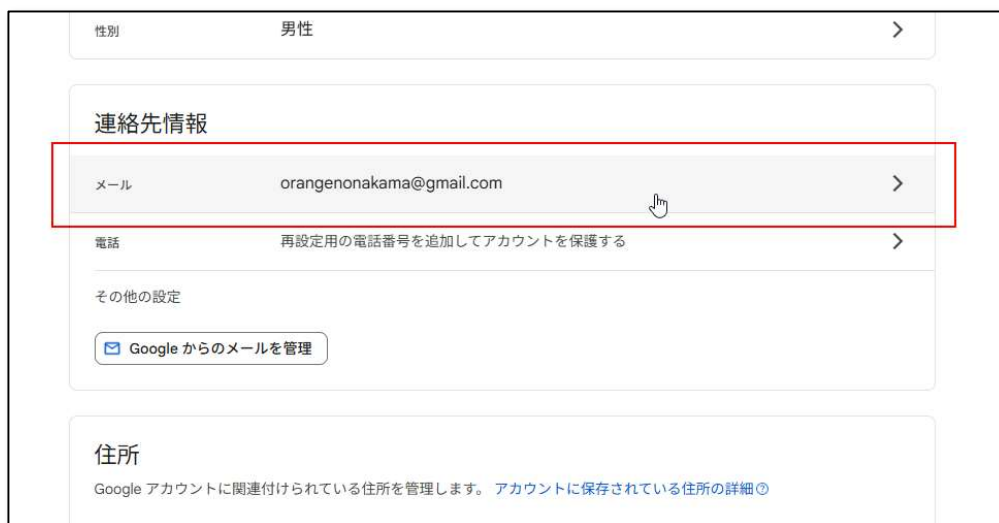 性別 男性
連絡先情報
メール orangenonakama@gmail.com
電話 再設定用の電話番号を追加してアカウントを保護する
その他の設定
Google からのメールを管理
住所
Google アカウントに関連付けられている住所を管理します。 アカウントに保存されている住所の詳細